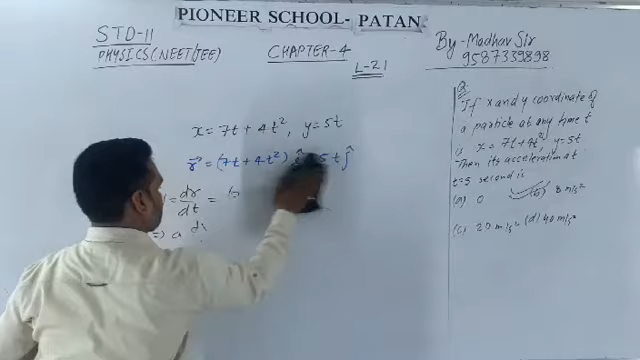 PIONEER SCHOOL- PATAN
STD-11
PHYSICS(NEET/JEE)
CHAPTER-4
L-21
By-Madhav Sir
9587339898
x = 7t + 4t², y = 5t
r⃗ = (7t + 4t²) î 5t ĵ
= dr/dt =
⇒ a
Q.
If x and y coordinate of
a particle at any time t
is x = 7t + 4t², y = 5t
Then its acceleration at
t=5 second is
(a) 0 (b) 8 m/s²
(c) 20 m/s² (d) 40 m/s²